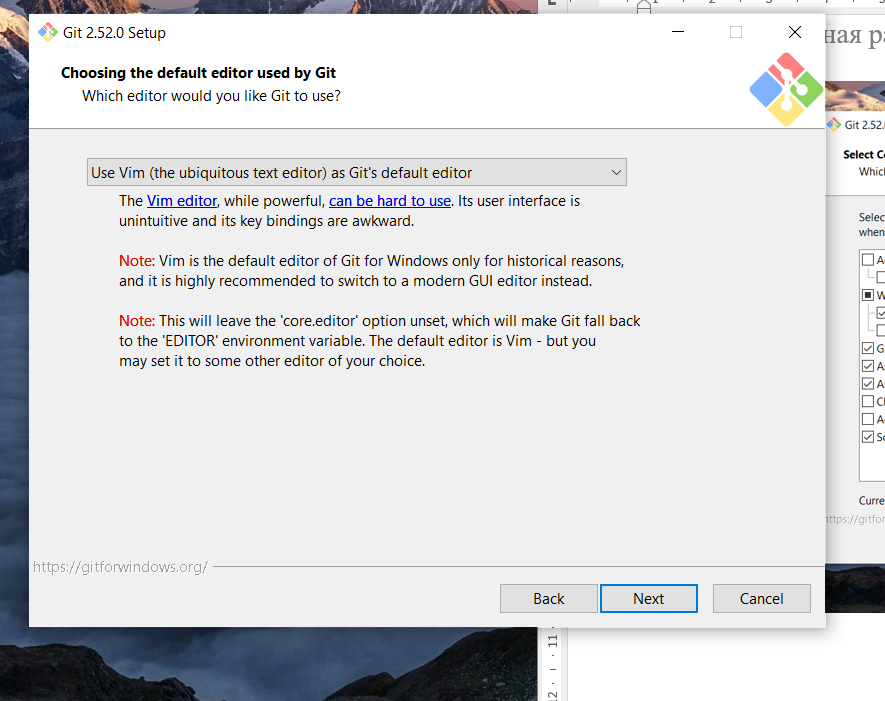 Git 2.52.0 Setup
Choosing the default editor used by Git
Which editor would you like Git to use?
Use Vim (the ubiquitous text editor) as Git's default editor
The Vim editor, while powerful, can be hard to use. Its user interface is
unintuitive and its key bindings are awkward.
Note: Vim is the default editor of Git for Windows only for historical reasons,
and it is highly recommended to switch to a modern GUI editor instead.
Note: This will leave the 'core.editor' option unset, which will make Git fall back
to the 'EDITOR' environment variable. The default editor is Vim - but you
may set it to some other editor of your choice.
https://gitforwindows.org/
Back
Next
Cancel
ная ра
Git 2.52.
Select Co
Whic
Selec
when
Curre
https://gitfor
11
12